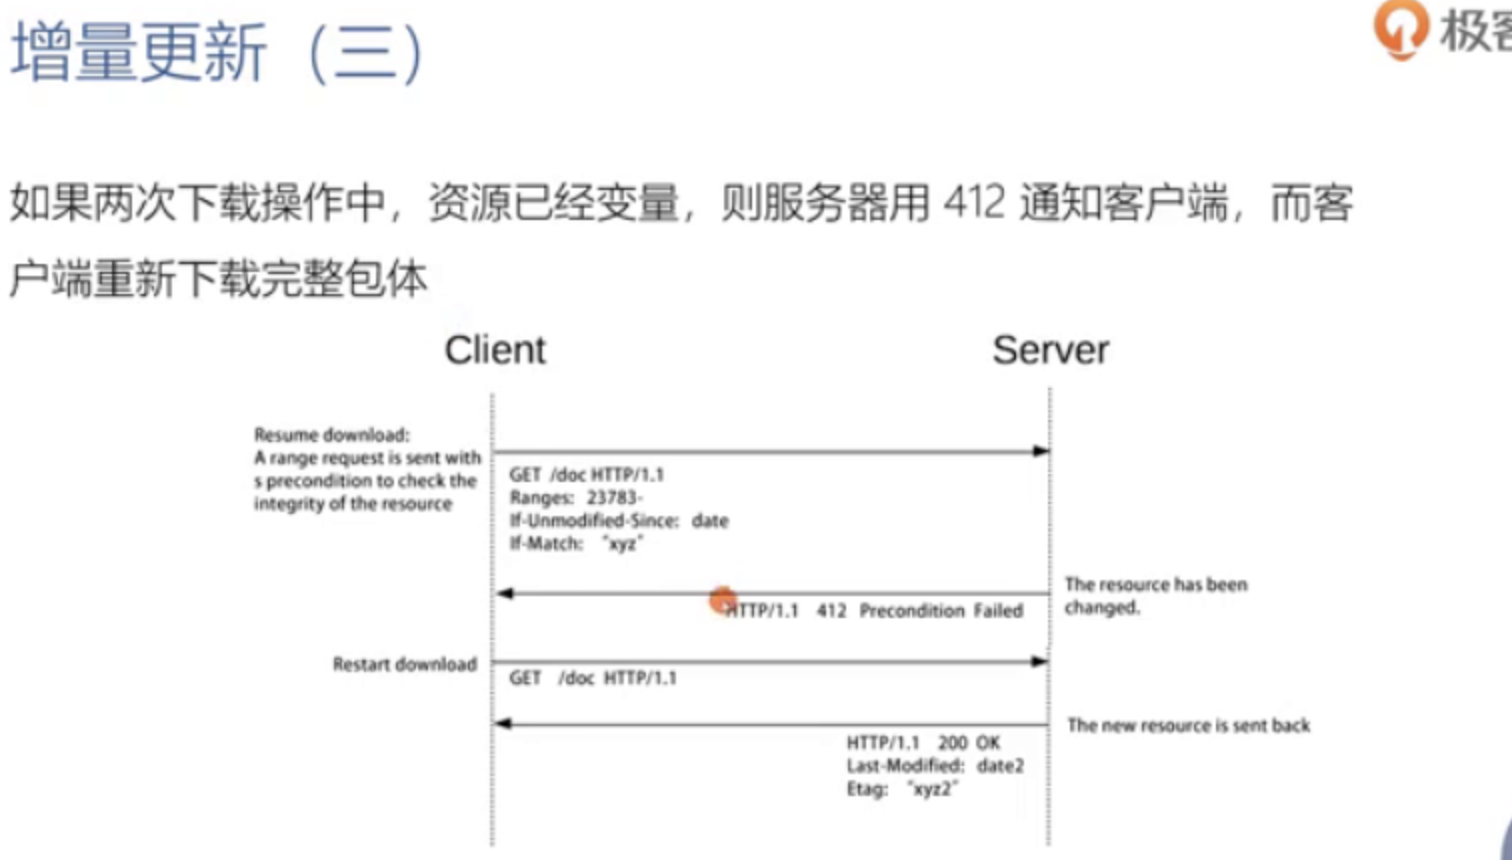 增量更新（三）
极客
如果两次下载操作中，资源已经变量，则服务器用 412 通知客户端，而客
户端重新下载完整包体
Client
Server
Resume download:
A range request is sent with
s precondition to check the
integrity of the resource
GET /doc HTTP/1.1
Ranges: 23783-
If-Unmodified-Since: date
If-Match: "xyz"
The resource has been
changed.
HTTP/1.1 412 Precondition Failed
Restart download
GET /doc HTTP/1.1
The new resource is sent back
HTTP/1.1 200 OK
Last-Modified: date2
Etag: "xyz2"